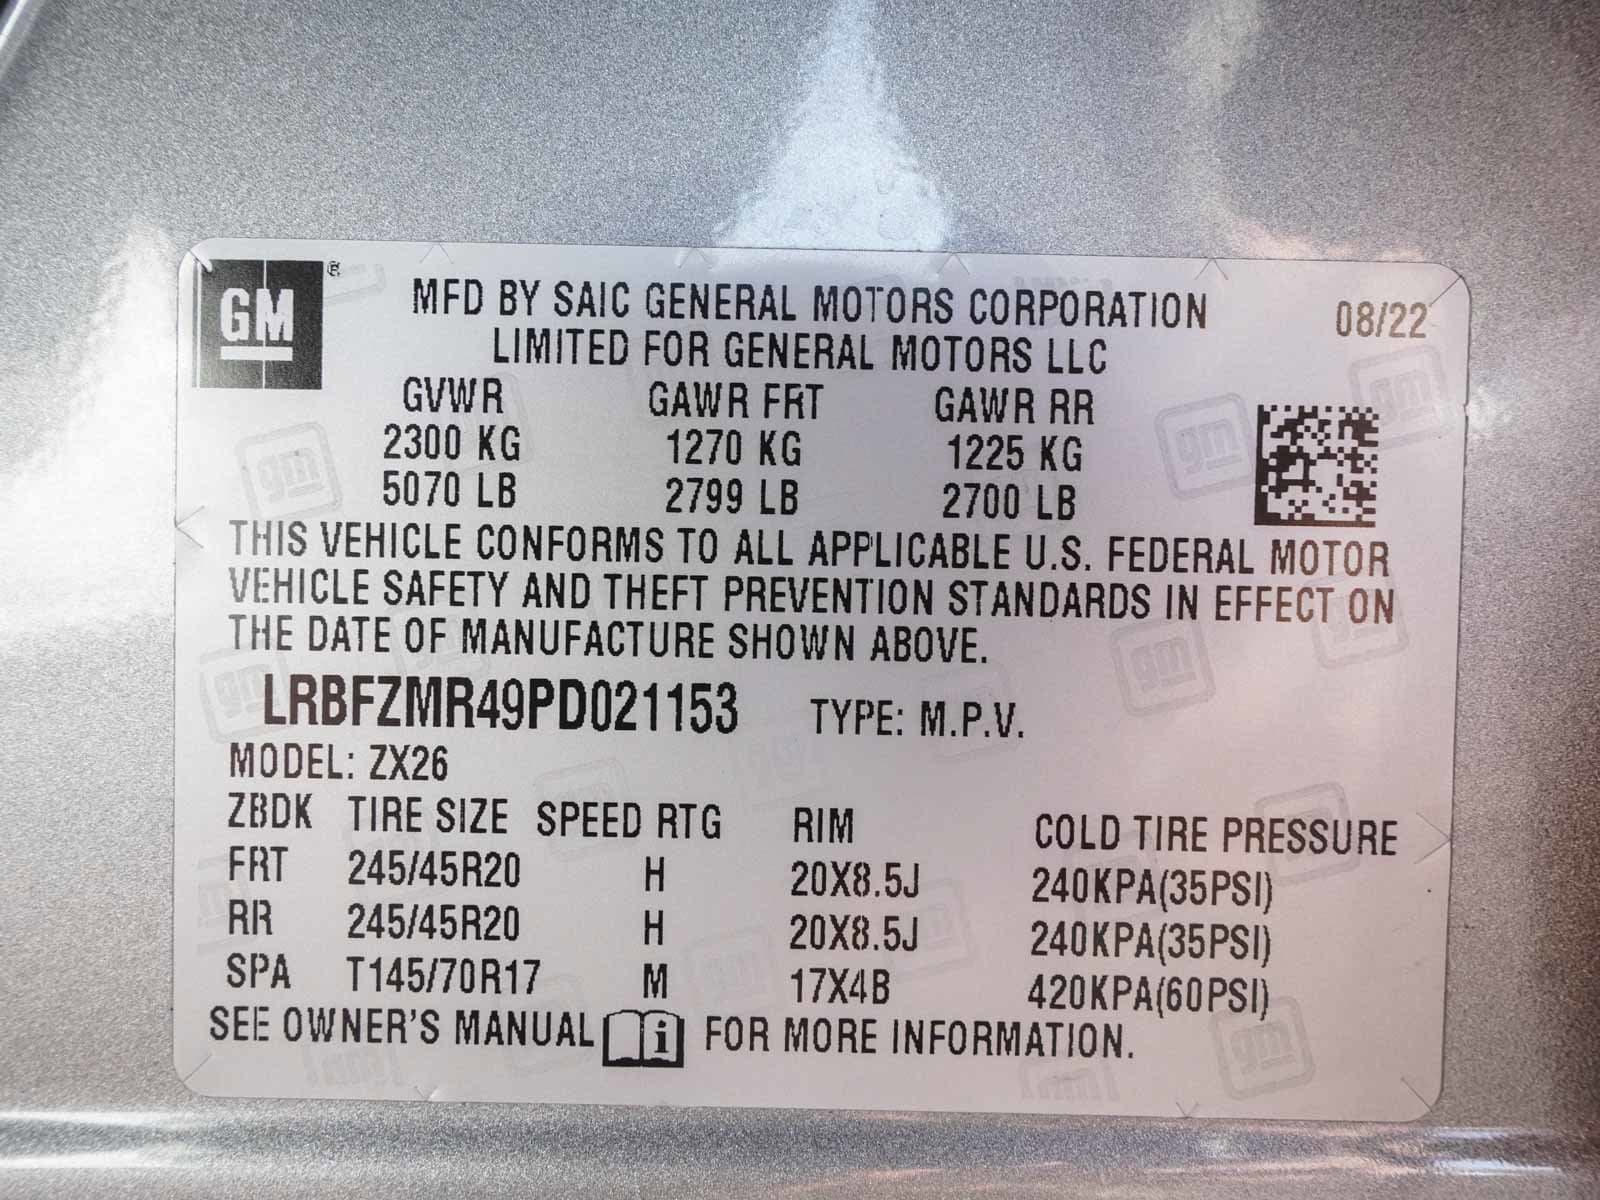 GM ®
MFD BY SAIC GENERAL MOTORS CORPORATION 08/22
LIMITED FOR GENERAL MOTORS LLC
GVWR GAWR FRT GAWR RR
2300 KG 1270 KG 1225 KG
5070 LB 2799 LB 2700 LB
THIS VEHICLE CONFORMS TO ALL APPLICABLE U.S. FEDERAL MOTOR
VEHICLE SAFETY AND THEFT PREVENTION STANDARDS IN EFFECT ON
THE DATE OF MANUFACTURE SHOWN ABOVE.
LRBFZMR49PD021153 TYPE: M.P.V.
MODEL: ZX26
ZBDK TIRE SIZE SPEED RTG RIM COLD TIRE PRESSURE
FRT 245/45R20 H 20X8.5J 240KPA(35PSI)
RR 245/45R20 H 20X8.5J 240KPA(35PSI)
SPA T145/70R17 M 17X4B 420KPA(60PSI)
SEE OWNER'S MANUAL i FOR MORE INFORMATION.